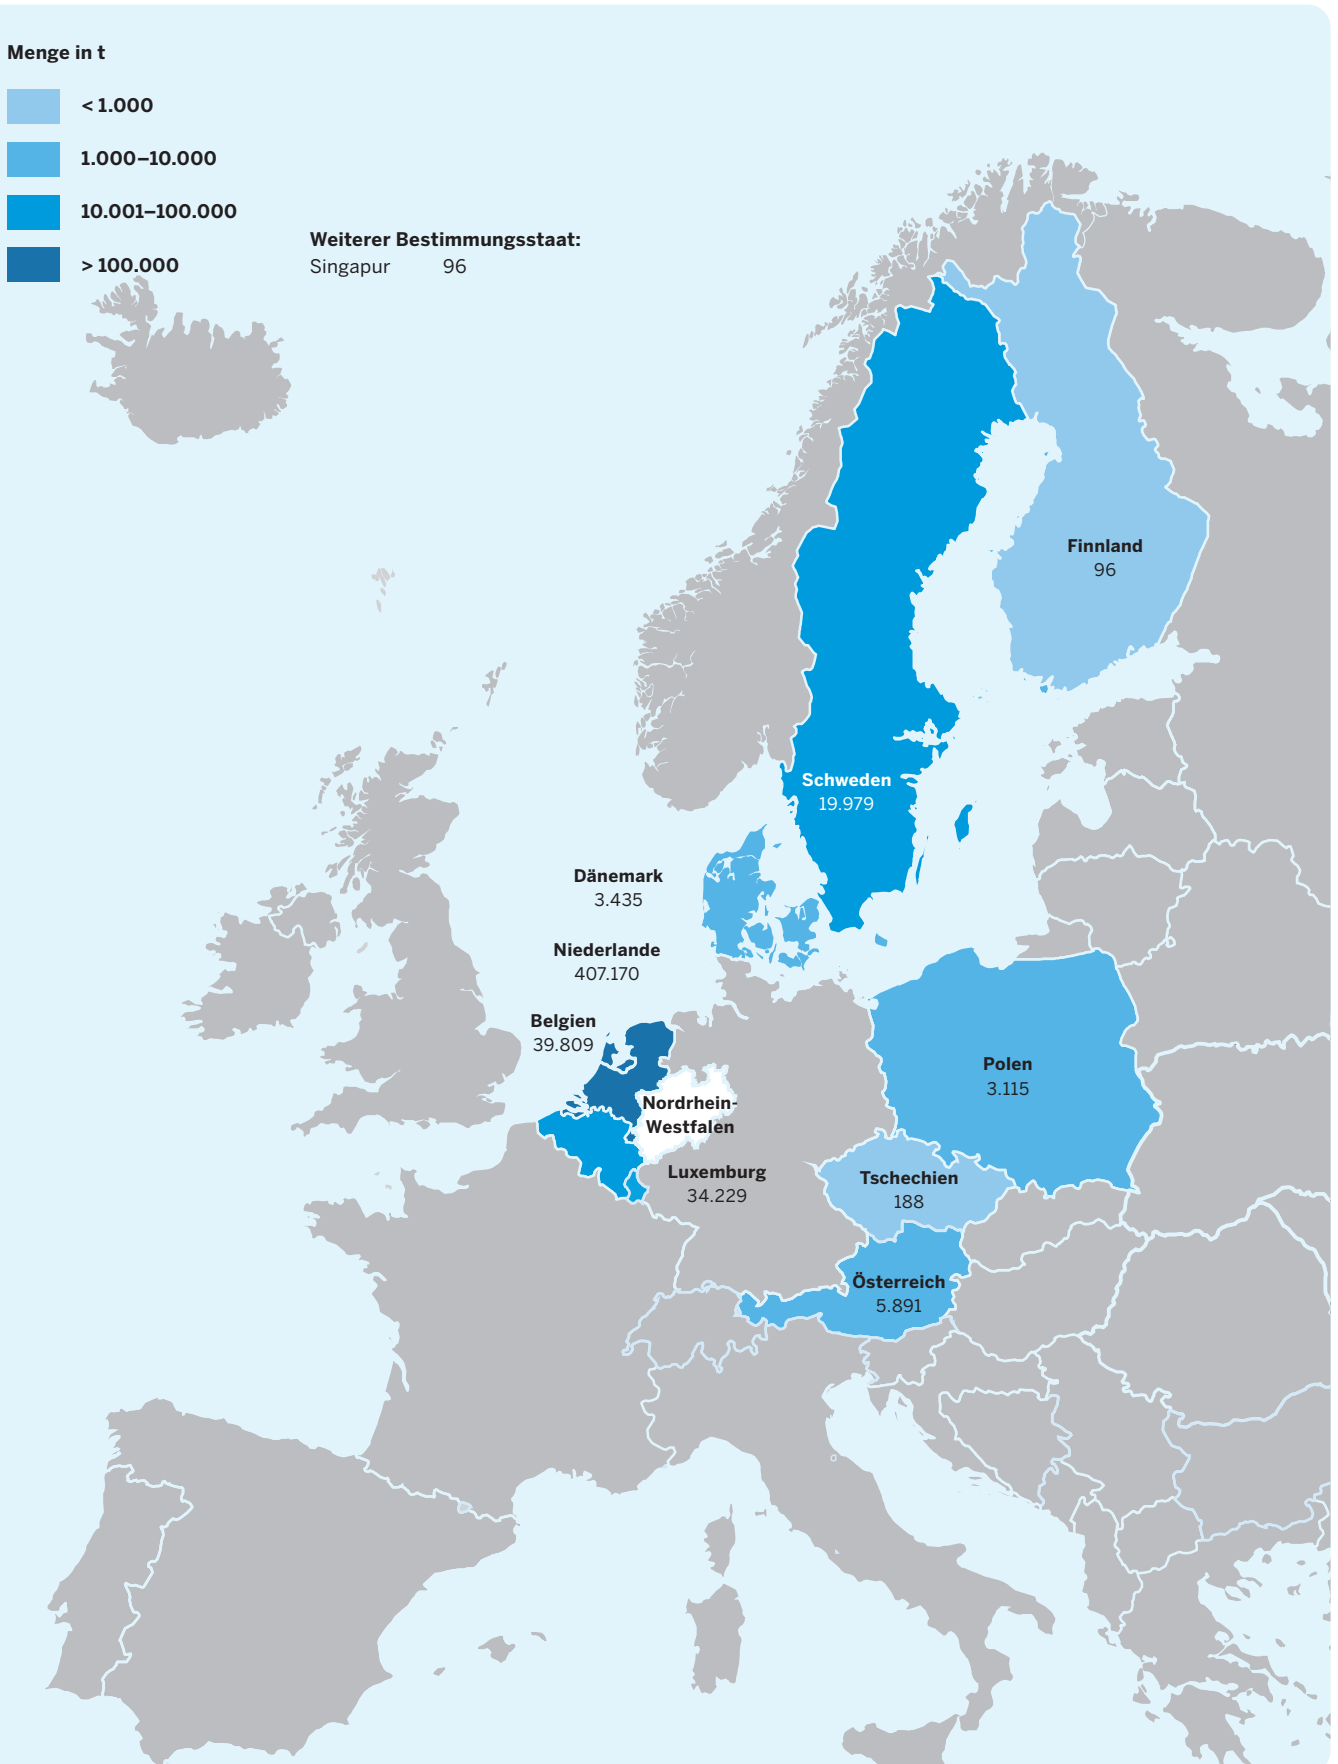 Menge in t
< 1.000
1.000–10.000
10.001–100.000
> 100.000
Weiterer Bestimmungsstaat:
Singapur 96
Finnland
96
Schweden
19.979
Dänemark
3.435
Niederlande
407.170
Belgien
39.809
Polen
3.115
Nordrhein-
Westfalen
Luxemburg
34.229
Tschechien
188
Österreich
5.891